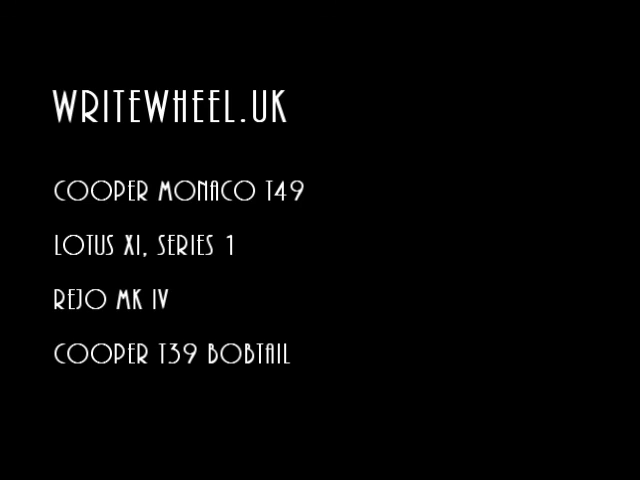 WRITEWHEEL.UK
COOPER MONACO T49
LOTUS XI, SERIES 1
REJO MK IV
COOPER T39 BOBTAIL